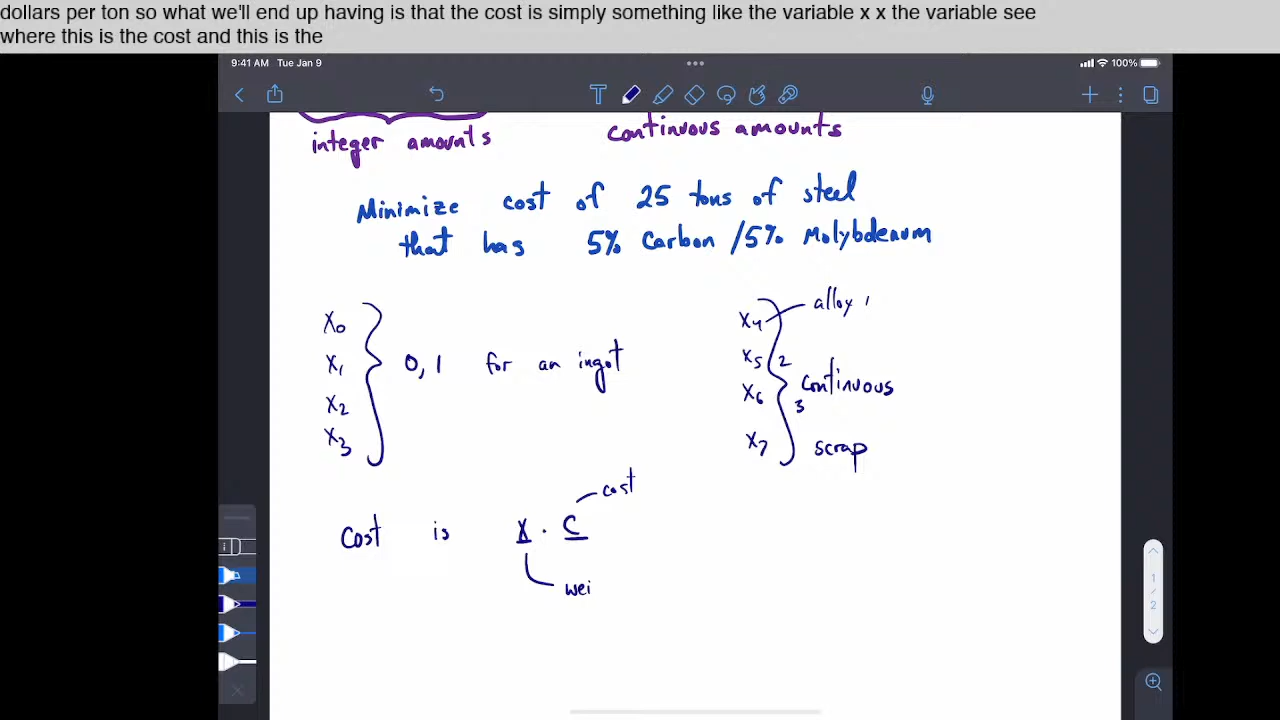 dollars per ton so what we'll end up having is that the cost is simply something like the variable x x the variable see
where this is the cost and this is the
9:41 AM Tue Jan 9
100%
integer amounts
continuous amounts
Minimize cost of 25 tons of steel
that has 5% Carbon /5% Molybdenum
x0
x1
x2
x3
0, 1 for an ingot
x4
x5
x6
x7
alloy 1
2
3
continuous
scrap
cost
Cost is x · c
wei
1
/
2